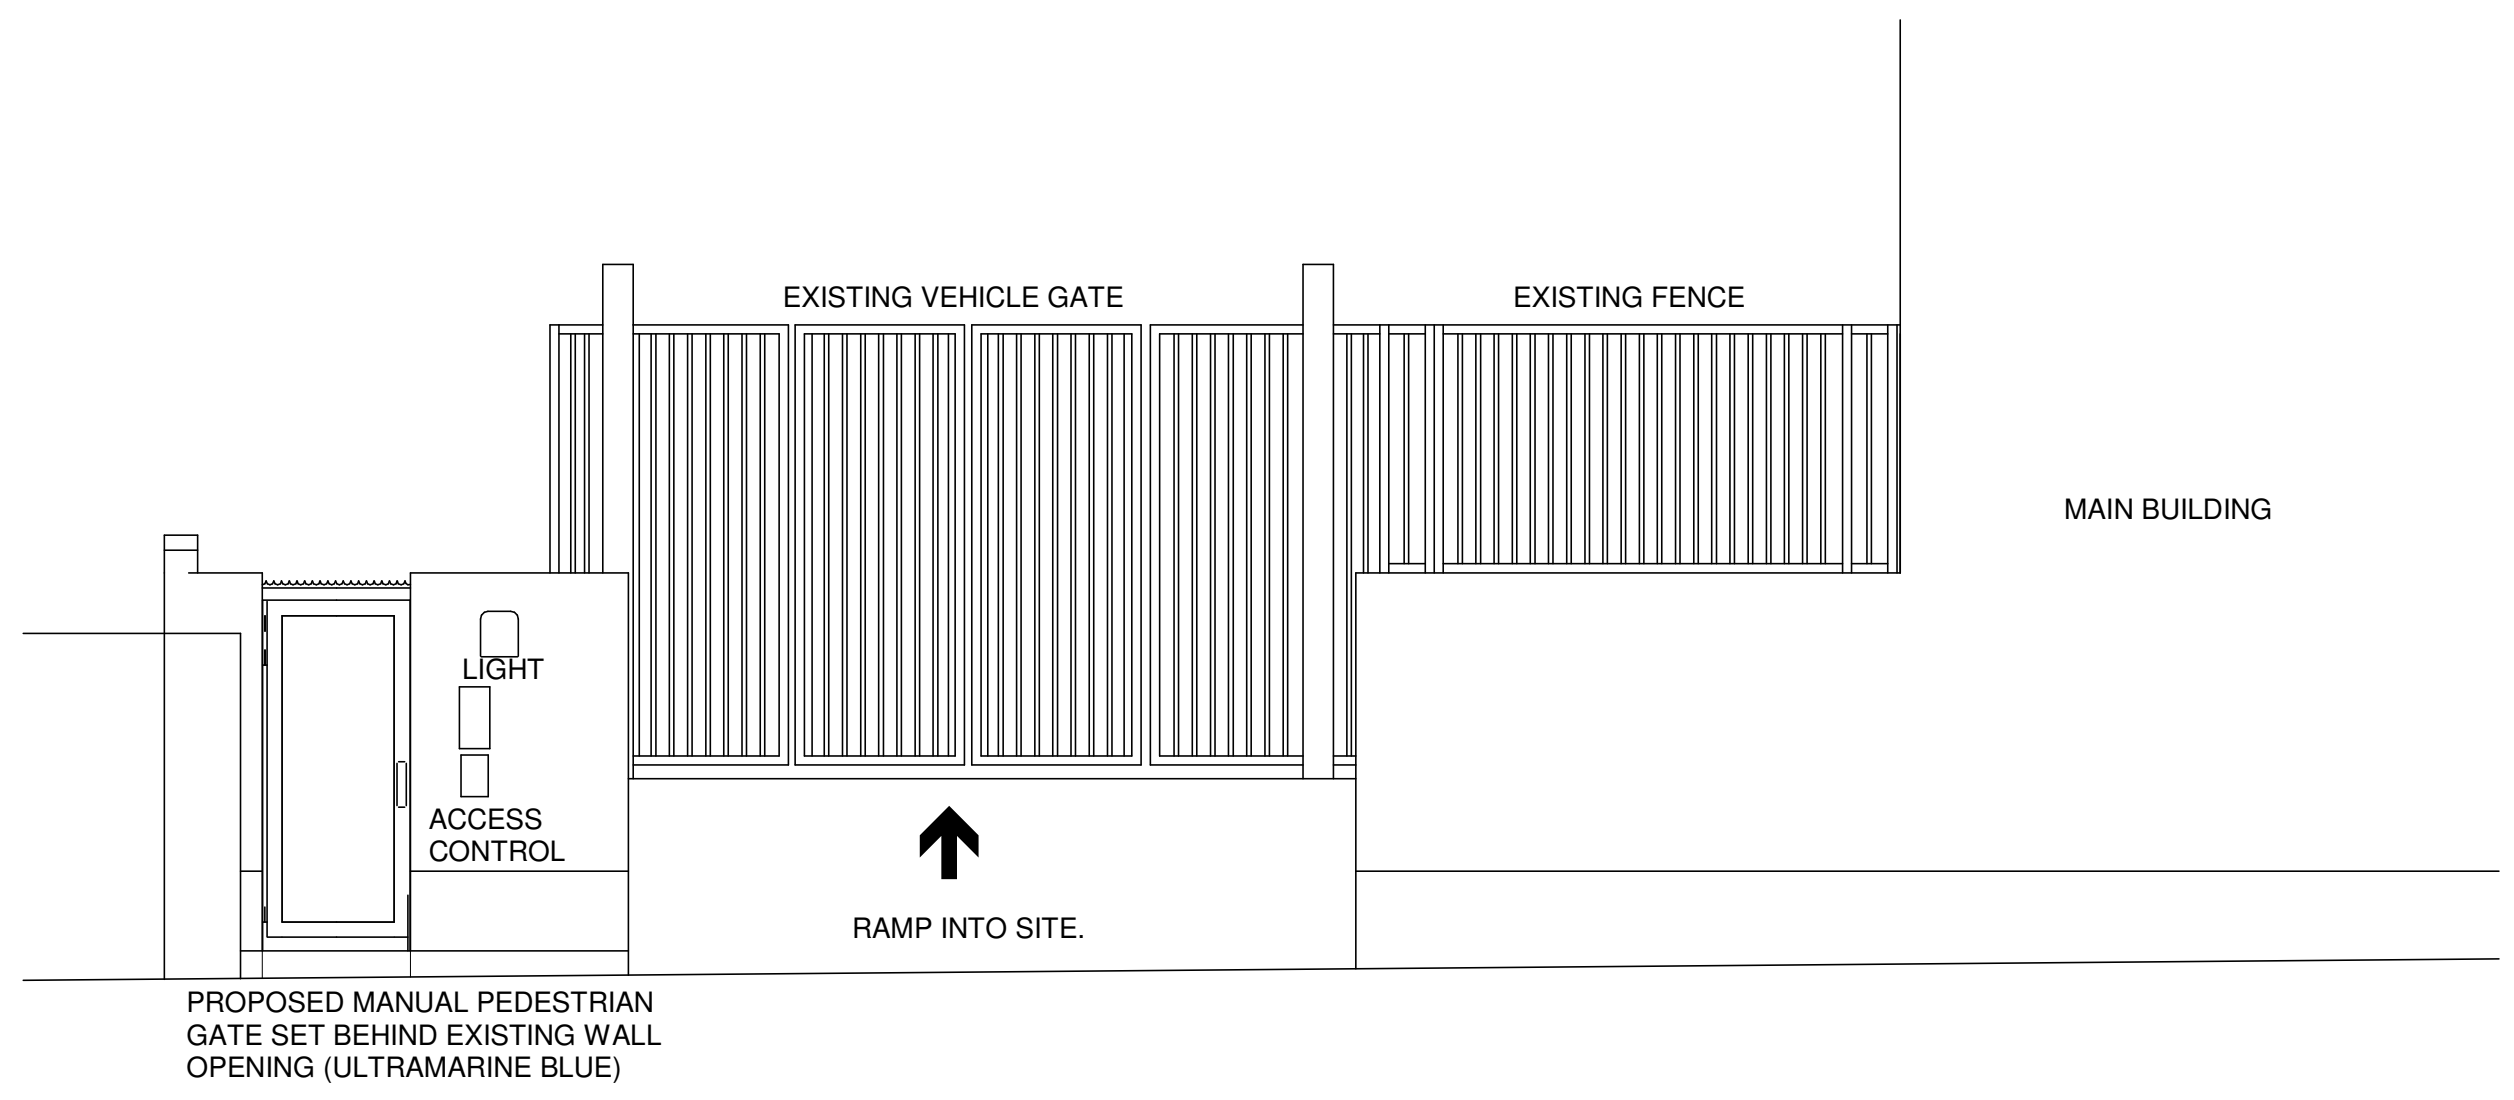 EXISTING VEHICLE GATE
EXISTING FENCE
MAIN BUILDING
LIGHT
ACCESS
CONTROL
RAMP INTO SITE.
PROPOSED MANUAL PEDESTRIAN
GATE SET BEHIND EXISTING WALL
OPENING (ULTRAMARINE BLUE)